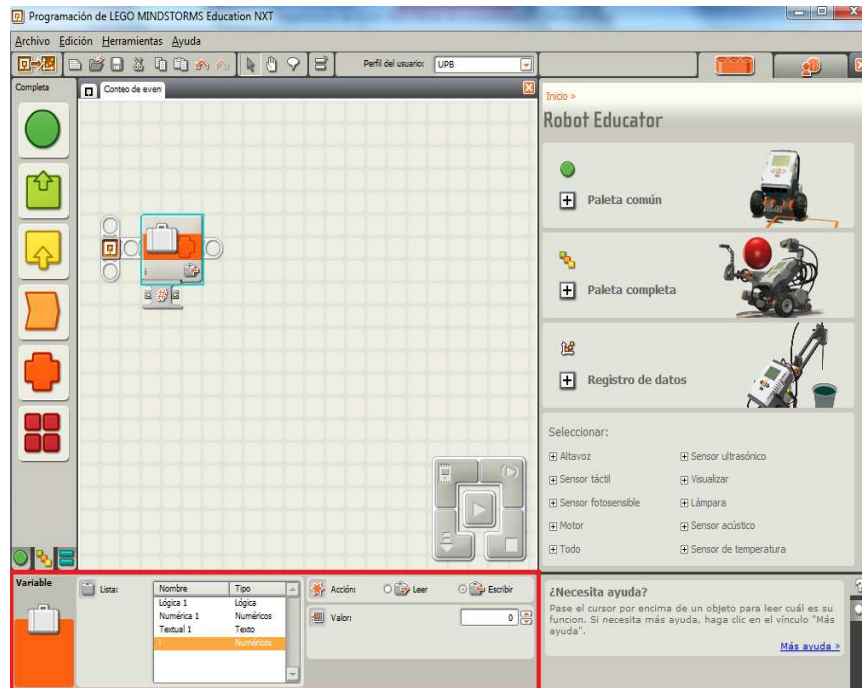 Programación de LEGO MINDSTORMS Education NXT
Archivo Edición Herramientas Ayuda
Perfil del usuario: UPB
Completa
Conteo de even
Inicio »
Robot Educator
Paleta común
Paleta completa
Registro de datos
Seleccionar:
Altavoz
Sensor ultrasónico
Sensor táctil
Visualizar
Sensor fotosensible
Lámpara
Motor
Sensor acústico
Todo
Sensor de temperatura
i
Variable
Lista:
Nombre Tipo
Lógica 1 Lógica
Numérica 1 Numéricos
Textual 1 Texto
i Numéricos
Acción: Leer Escribir
Valor: 0
¿Necesita ayuda?
Pase el cursor por encima de un objeto para leer cuál es su
funcion. Si necesita más ayuda, haga clic en el vínculo "Más
ayuda".
Más ayuda »